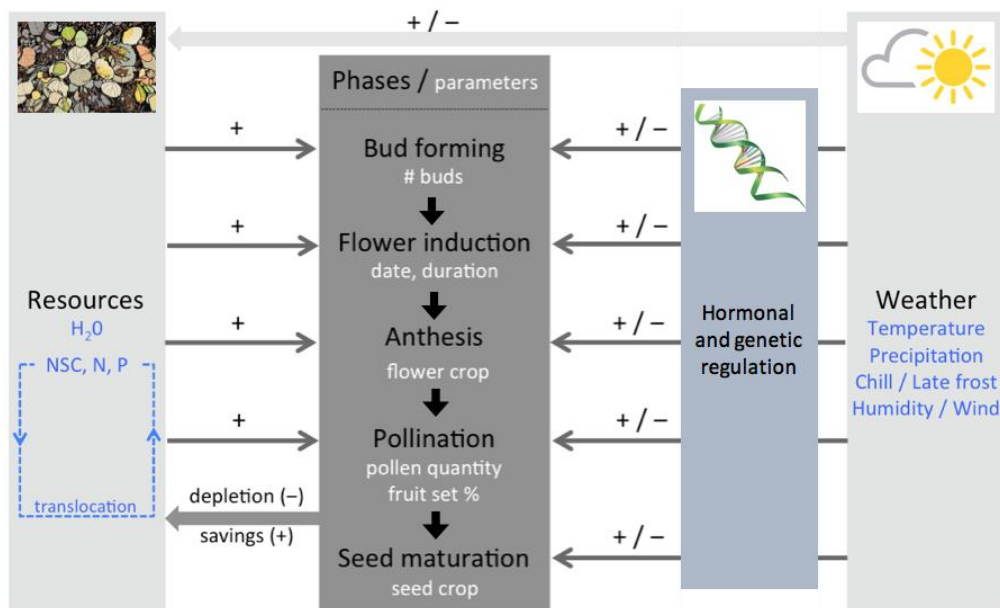 + / −
Phases / parameters
+
+ / −
Bud forming
# buds
+
+ / −
Flower induction
date, duration
Resources
H₂0
NSC, N, P
translocation
+
+ / −
Anthesis
flower crop
Hormonal
and genetic
regulation
Weather
Temperature
Precipitation
Chill / Late frost
Humidity / Wind
+
+ / −
Pollination
pollen quantity
fruit set %
depletion (−)
savings (+)
+ / −
Seed maturation
seed crop